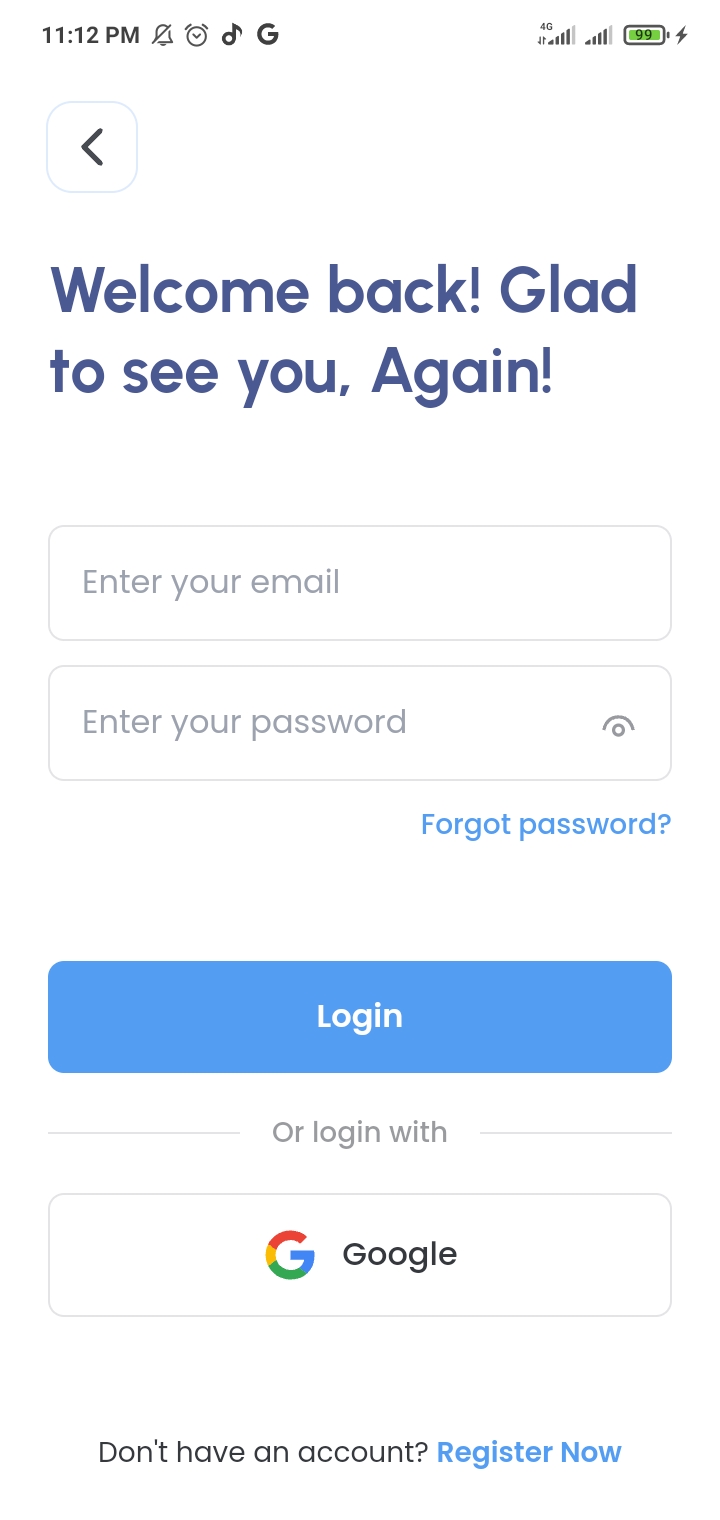 11:12 PM
4G
99
Welcome back! Glad
to see you, Again!
Enter your email
Enter your password
Forgot password?
Login
Or login with
Google
Don't have an account? Register Now